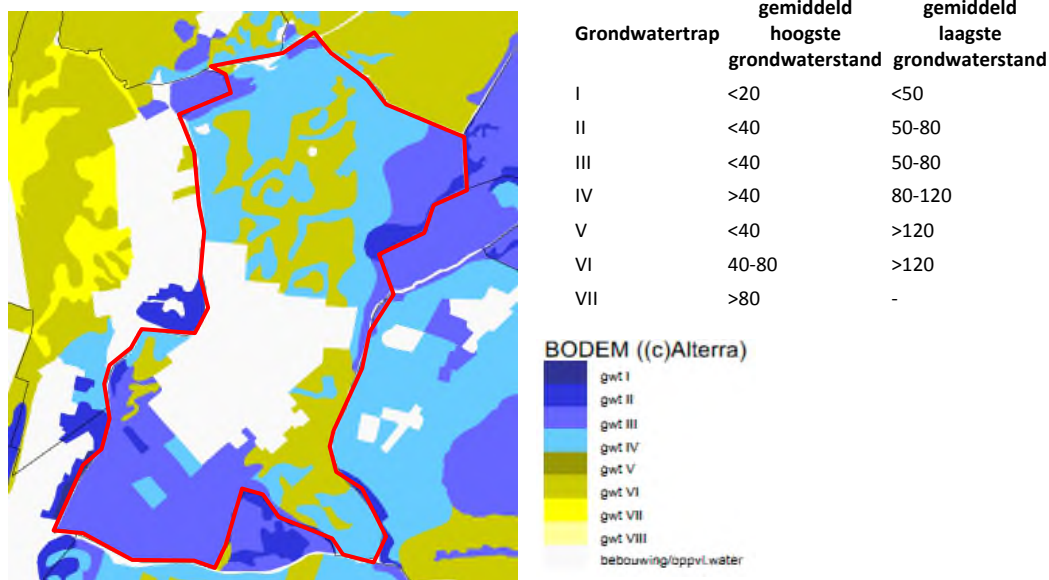 gemiddeld gemiddeld
Grondwatertrap hoogste laagste
grondwaterstand grondwaterstand
I <20 <50
II <40 50-80
III <40 50-80
IV >40 80-120
V <40 >120
VI 40-80 >120
VII >80 -
BODEM ((c)Alterra)
gwt I
gwt II
gwt III
gwt IV
gwt V
gwt VI
gwt VII
gwt VIII
bebouwing/oppvl.water